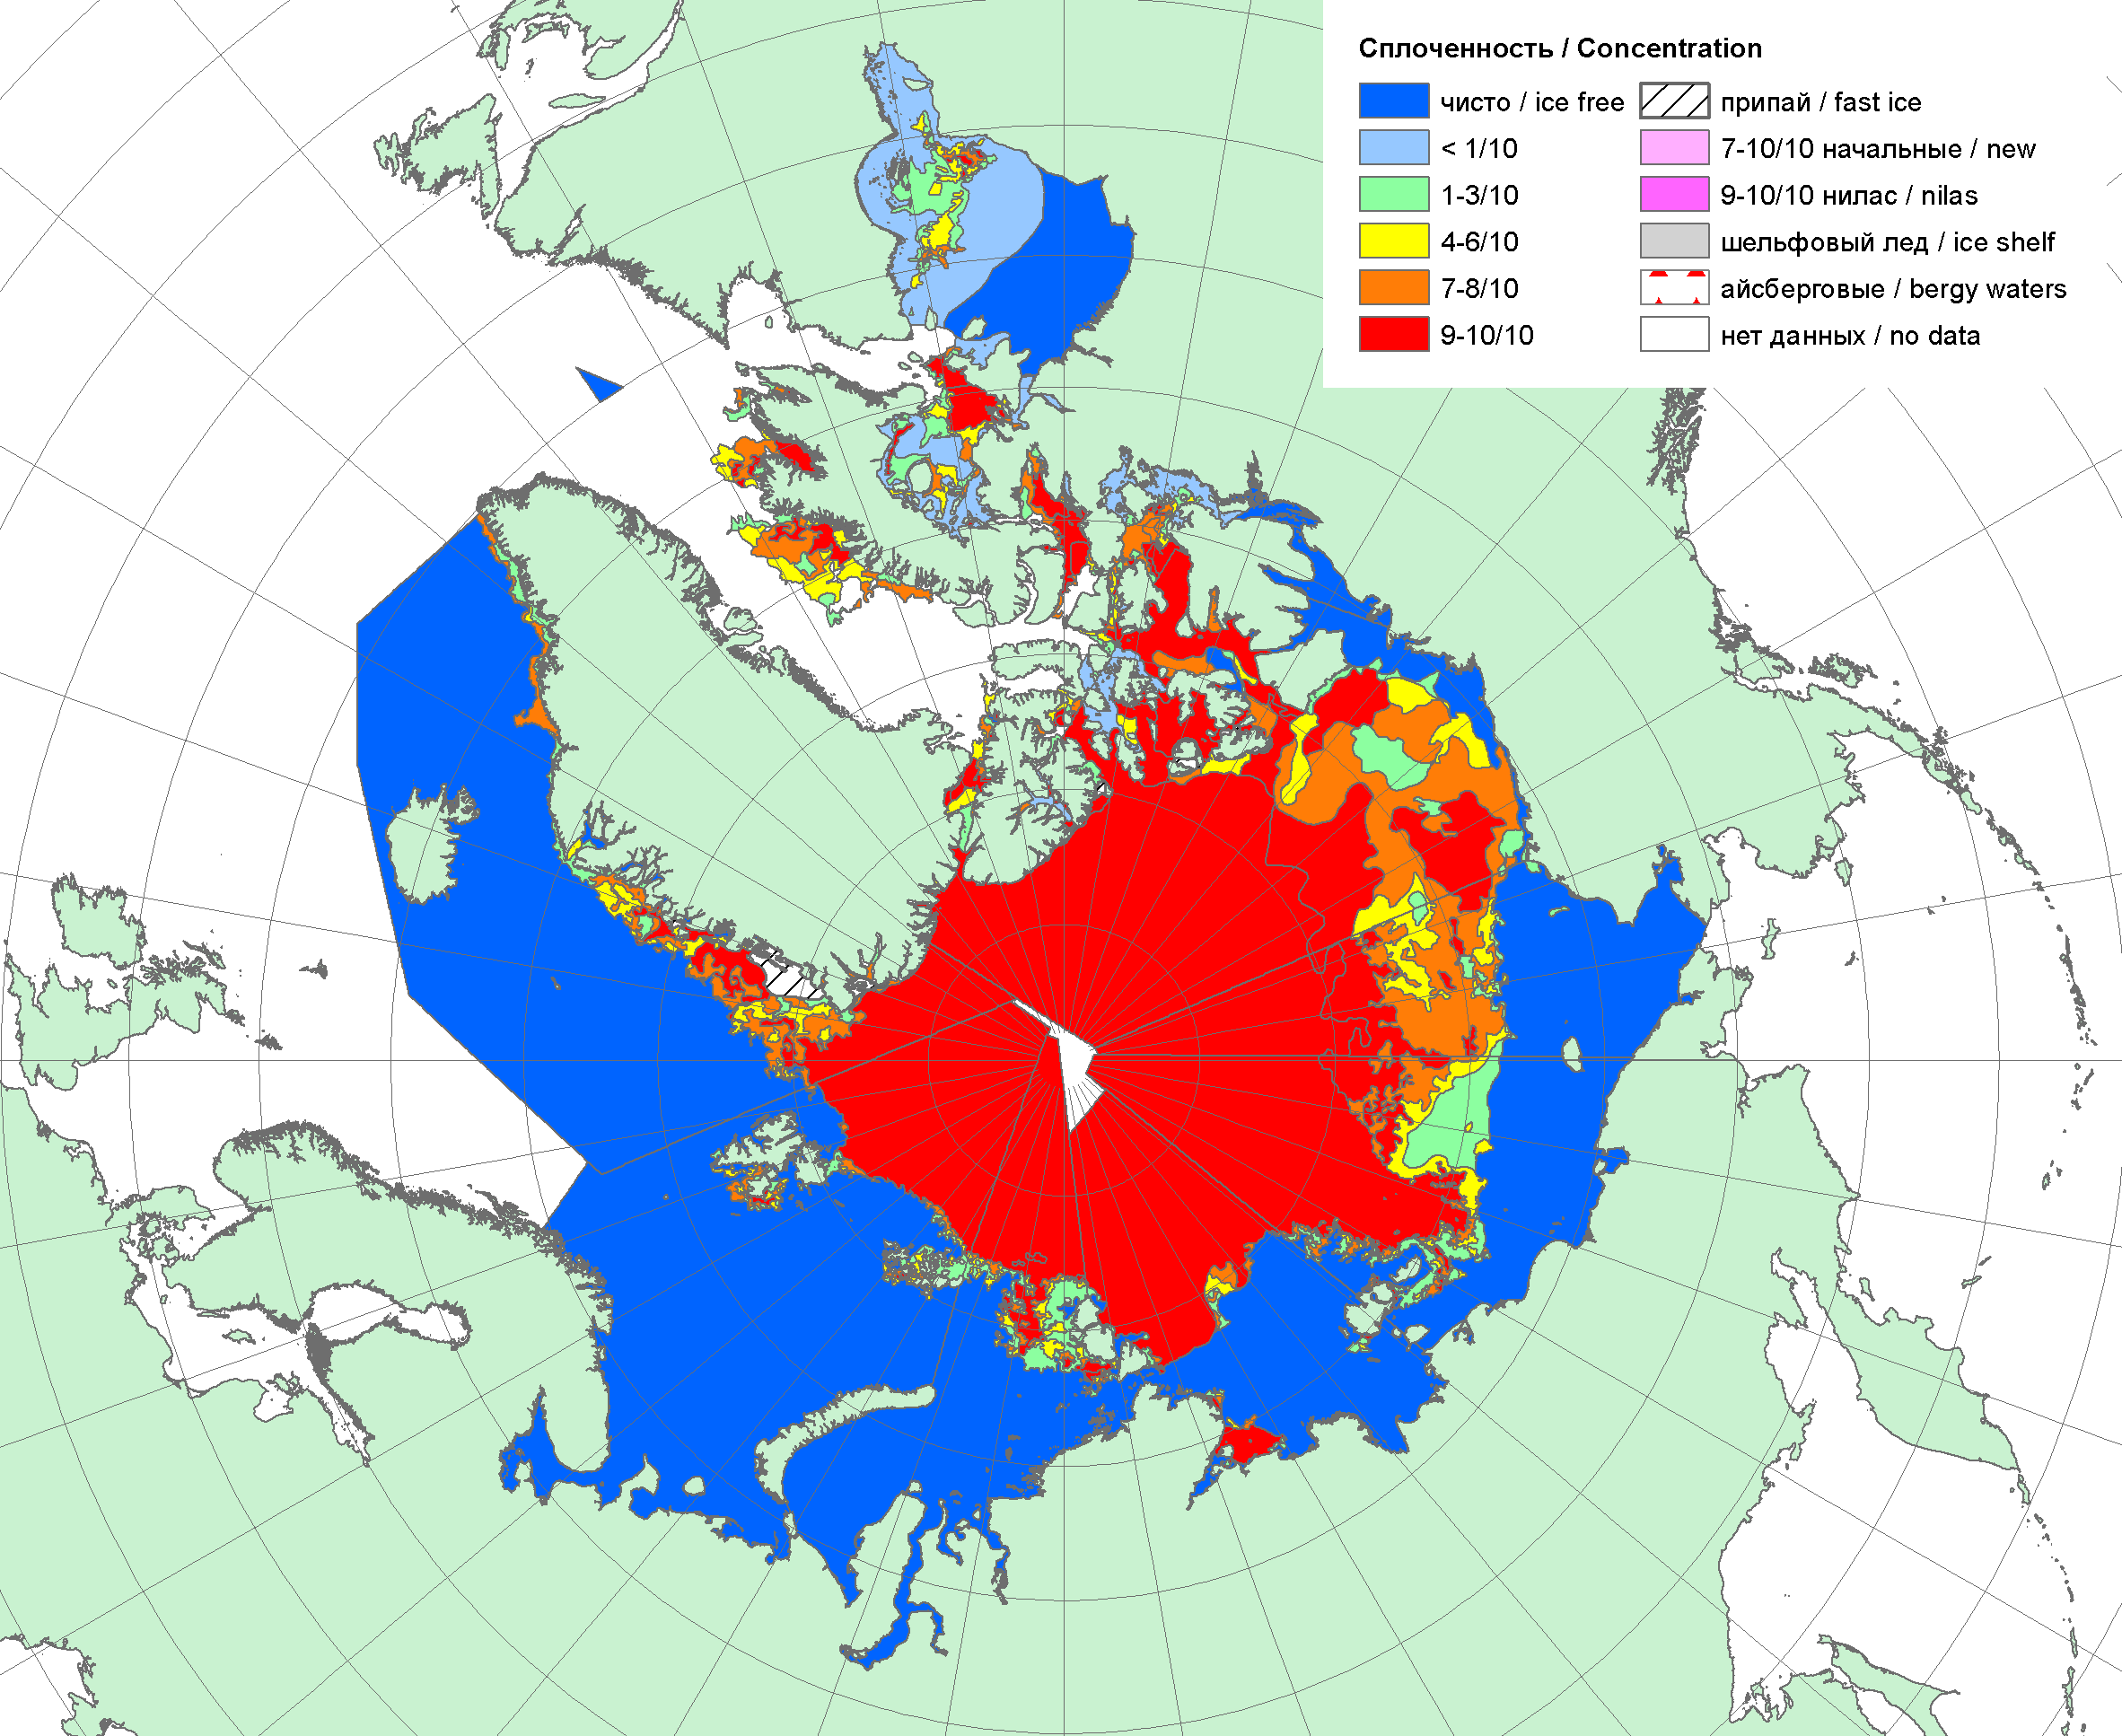 Сплоченность / Concentration
чисто / ice free
< 1/10
1-3/10
4-6/10
7-8/10
9-10/10
припай / fast ice
7-10/10 начальные / new
9-10/10 нилас / nilas
шельфовый лед / ice shelf
айсберговые / bergy waters
нет данных / no data